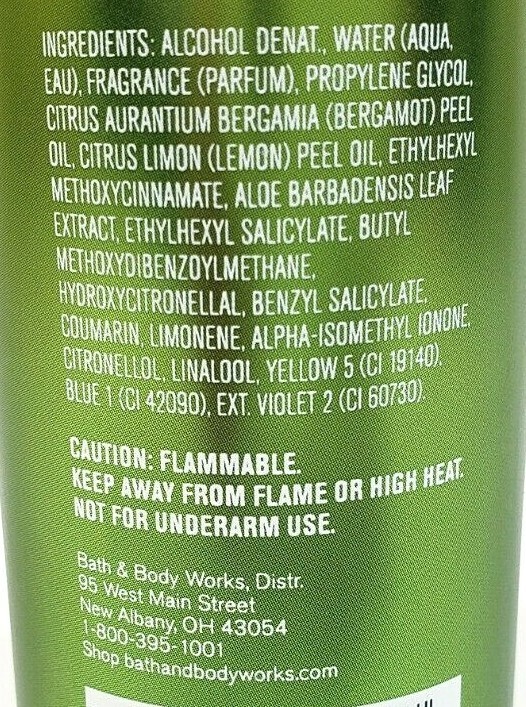 INGREDIENTS: ALCOHOL DENAT., WATER (AQUA,
EAU), FRAGRANCE (PARFUM), PROPYLENE GLYCOL,
CITRUS AURANTIUM BERGAMIA (BERGAMOT) PEEL
OIL, CITRUS LIMON (LEMON) PEEL OIL, ETHYLHEXYL
METHOXYCINNAMATE, ALOE BARBADENSIS LEAF
EXTRACT, ETHYLHEXYL SALICYLATE, BUTYL
METHOXYDIBENZOYLMETHANE,
HYDROXYCITRONELLAL, BENZYL SALICYLATE,
COUMARIN, LIMONENE, ALPHA-ISOMETHYL IONONE,
CITRONELLOL, LINALOOL, YELLOW 5 (CI 19140),
BLUE 1 (CI 42090), EXT. VIOLET 2 (CI 60730).
CAUTION: FLAMMABLE.
KEEP AWAY FROM FLAME OR HIGH HEAT.
NOT FOR UNDERARM USE.
Bath & Body Works, Distr.
95 West Main Street
New Albany, OH 43054
1-800-395-1001
Shop bathandbodyworks.com